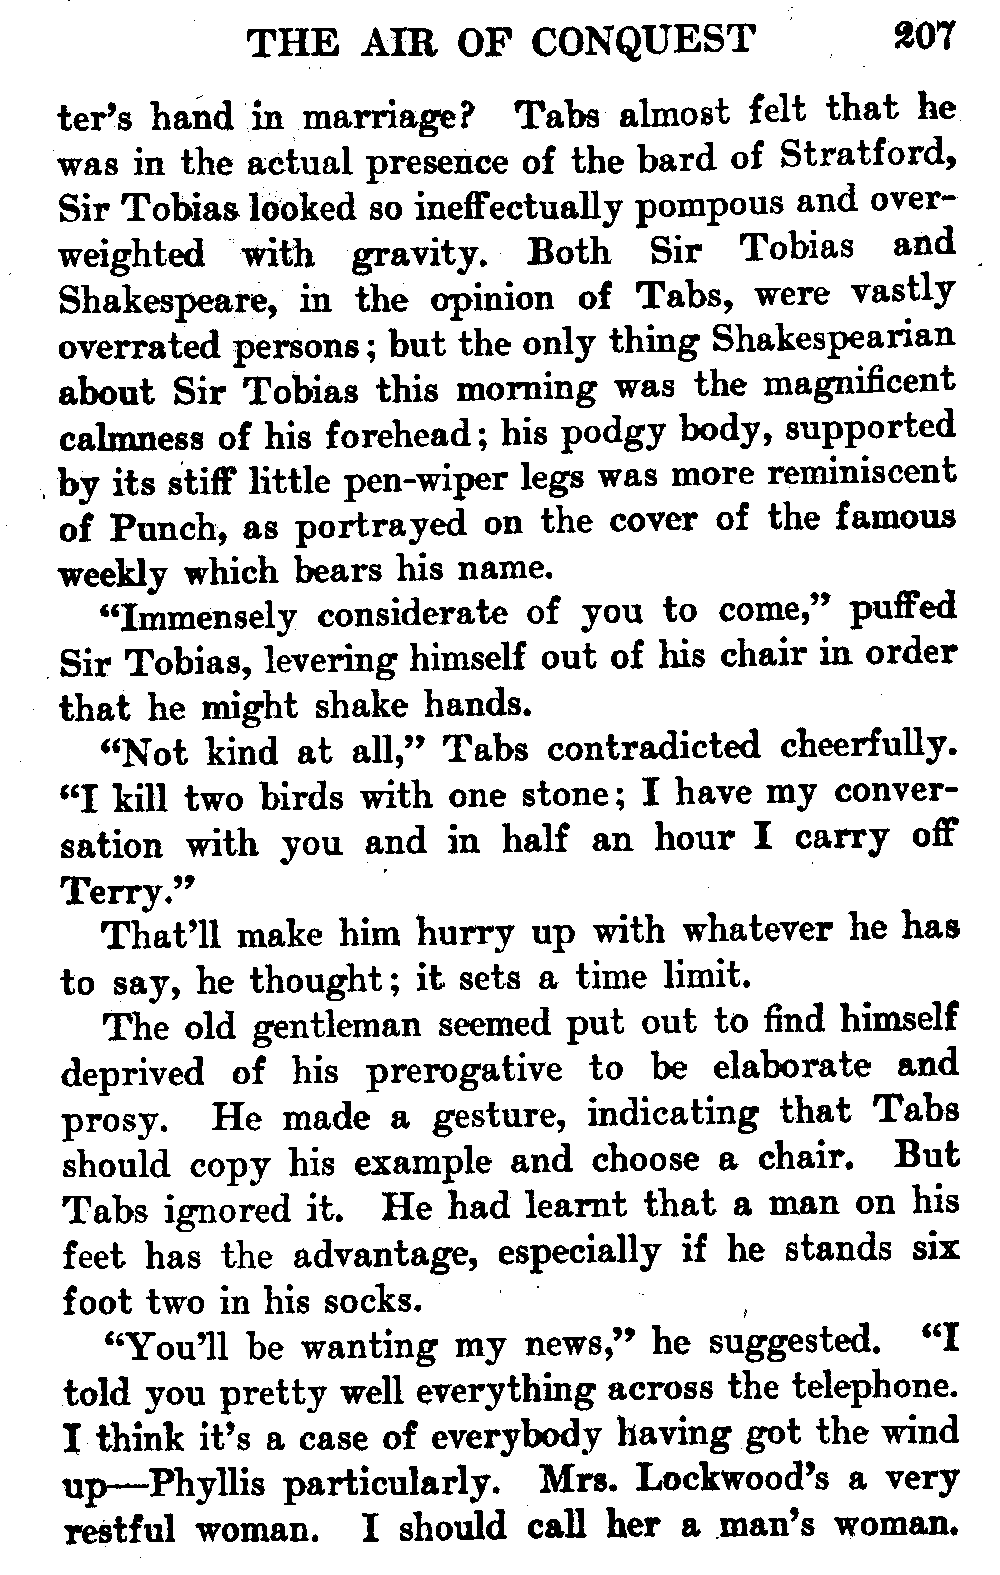 THE AIR OF CONQUEST 207
ter's hand in marriage? Tabs almost felt that he
was in the actual presence of the bard of Stratford,
Sir Tobias looked so ineffectually pompous and over-
weighted with gravity. Both Sir Tobias and
Shakespeare, in the opinion of Tabs, were vastly
overrated persons; but the only thing Shakespearian
about Sir Tobias this morning was the magnificent
calmness of his forehead; his podgy body, supported
by its stiff little pen-wiper legs was more reminiscent
of Punch, as portrayed on the cover of the famous
weekly which bears his name.
"Immensely considerate of you to come," puffed
Sir Tobias, levering himself out of his chair in order
that he might shake hands.
"Not kind at all," Tabs contradicted cheerfully.
"I kill two birds with one stone; I have my conver-
sation with you and in half an hour I carry off
Terry."
That'll make him hurry up with whatever he has
to say, he thought; it sets a time limit.
The old gentleman seemed put out to find himself
deprived of his prerogative to be elaborate and
prosy. He made a gesture, indicating that Tabs
should copy his example and choose a chair. But
Tabs ignored it. He had learnt that a man on his
feet has the advantage, especially if he stands six
foot two in his socks.
"You'll be wanting my news," he suggested. "I
told you pretty well everything across the telephone.
I think it's a case of everybody having got the wind
up—Phyllis particularly. Mrs. Lockwood's a very
restful woman. I should call her a man's woman.